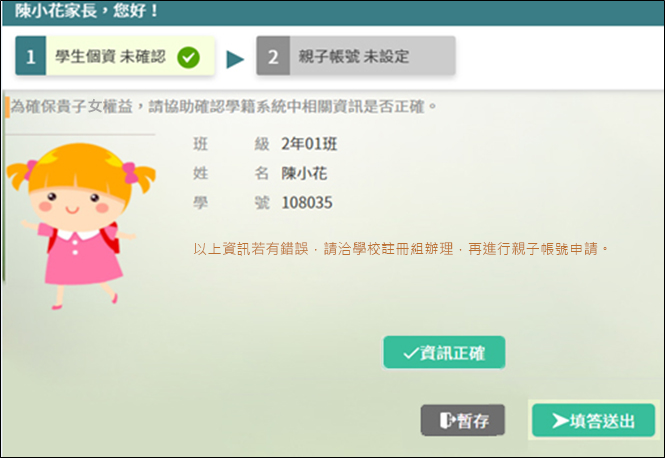 陳小花家長，您好！
1 學生個資 未確認
2 親子帳號 未設定
為確保貴子女權益，請協助確認學籍系統中相關資訊是否正確。
班 級 2年01班
姓 名 陳小花
學 號 108035
以上資訊若有錯誤，請洽學校註冊組辦理，再進行親子帳號申請。
資訊正確
暫存
填答送出